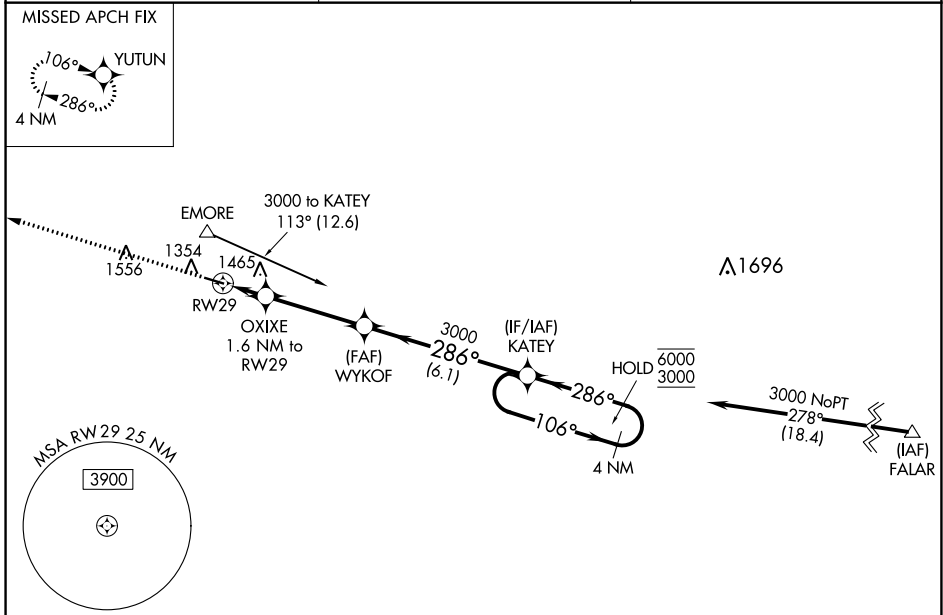 MISSED APCH FIX
106°
YUTUN
286°
4 NM
3000 to KATEY
113° (12.6)
EMORE
1556
1354
1465
1696
RW29
OXIXE
1.6 NM to
RW29
(FAF)
WYKOF
3000
286°
(6.1)
(IF/IAF)
KATEY
HOLD
6000
3000
286°
106°
4 NM
3000 NoPT
278°
(18.4)
(IAF)
FALAR
MSA RW 29 25 NM
3900